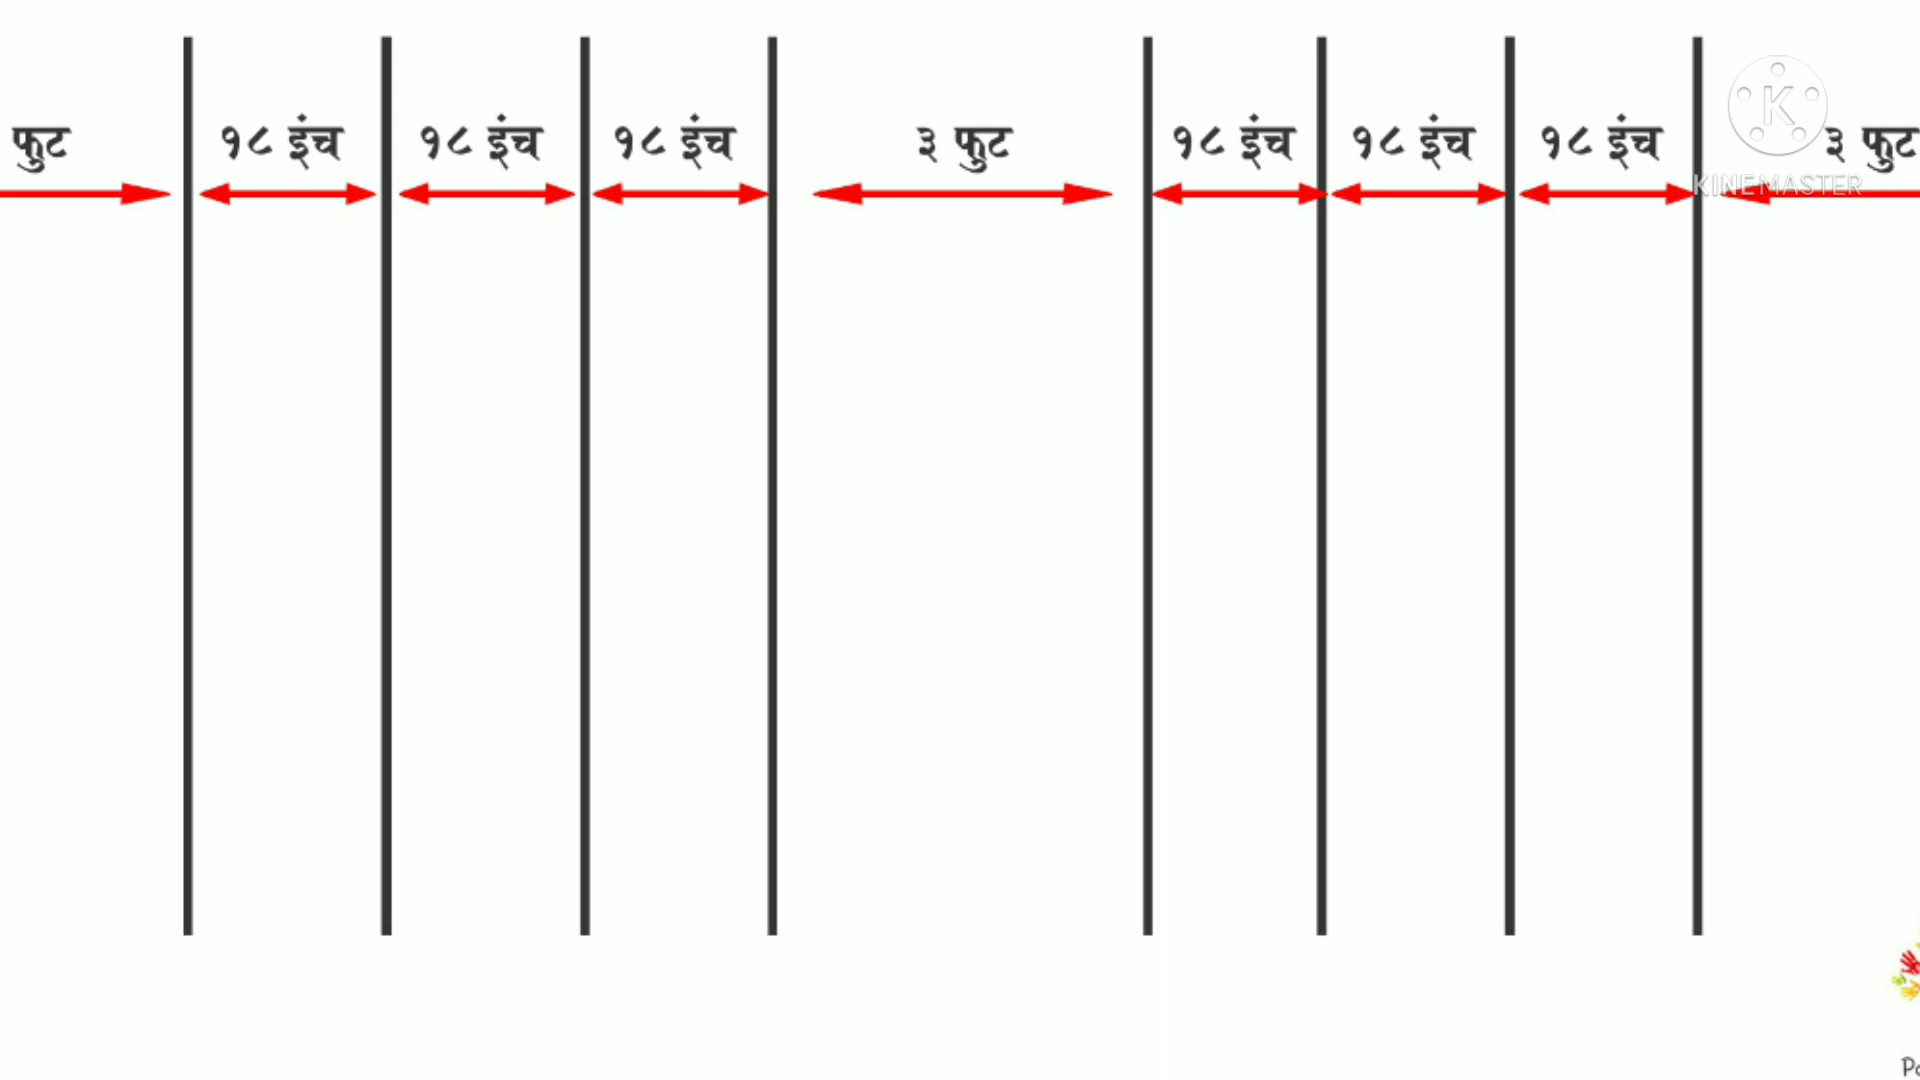 फुट १८ इंच १८ इंच १८ इंच ३ फुट १८ इंच १८ इंच १८ इंच ३ फुट
KINEMASTER